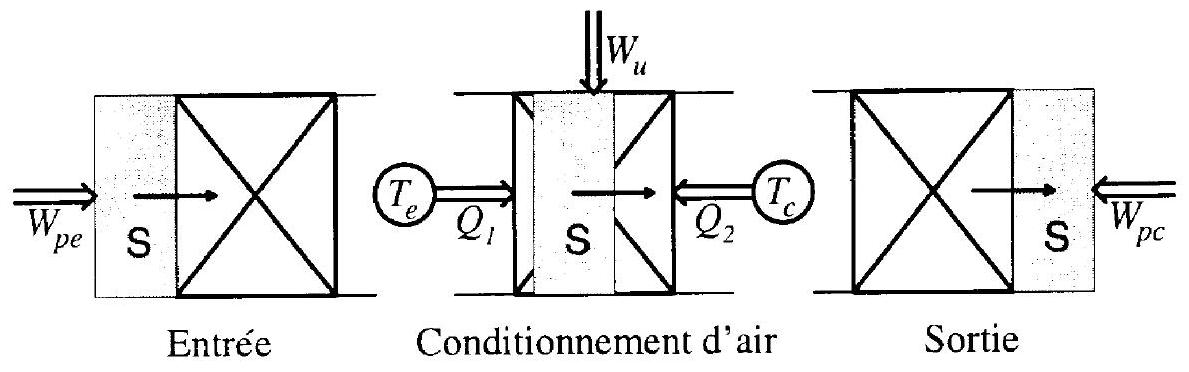 W_u
W_pe
S
T_e
Q_1
S
Q_2
T_c
S
W_pc
Entrée
Conditionnement d'air
Sortie